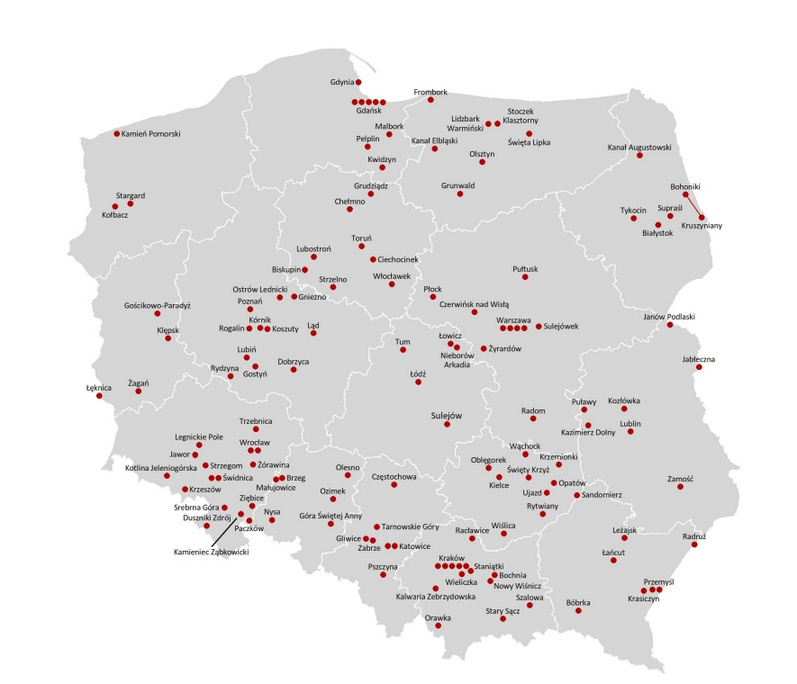 Gdynia
Gdańsk
Frombork
Lidzbark
Warmiński
Stoczek
Klasztorny
Święta Lipka
Malbork
Pelplin
Kanał Elbląski
Olsztyn
Kwidzyn
Kamień Pomorski
Kanał Augustowski
Stargard
Kołbacz
Grudziądz
Chełmno
Grunwald
Bohoniki
Tykocin
Supraśl
Białystok
Kruszyniany
Toruń
Lubostroń
Ciechocinek
Biskupin
Strzelno
Włocławek
Pułtusk
Ostrów Lednicki
Gniezno
Płock
Gościkowo-Paradyż
Poznań
Czerwińsk nad Wisłą
Kórnik
Rogalin
Koszuty
Ląd
Warszawa
Sulejówek
Janów Podlaski
Klępsk
Tum
Łowicz
Nieborów
Arkadia
Żyrardów
Lubiń
Gostyń
Dobrzyca
Rydzyna
Jabłeczna
Łódź
Łęknica
Żagań
Sulejów
Radom
Puławy
Kozłówka
Kazimierz Dolny
Lublin
Trzebnica
Legnickie Pole
Wrocław
Jawor
Strzegom
Żórawina
Kotlina Jeleniogórska
Świdnica
Brzeg
Małujowice
Krzeszów
Olesno
Częstochowa
Wąchock
Oblęgorek
Święty Krzyż
Krzemionki
Kielce
Opatów
Ujazd
Sandomierz
Rytwiany
Zamość
Ziębice
Srebrna Góra
Duszniki Zdrój
Paczków
Nysa
Kamieniec Ząbkowicki
Ozimek
Góra Świętej Anny
Tarnowskie Góry
Gliwice
Zabrze
Katowice
Pszczyna
Racławice
Wiślica
Leżajsk
Radruż
Łańcut
Kraków
Staniątki
Wieliczka
Bochnia
Nowy Wiśnicz
Kalwaria Zebrzydowska
Szalowa
Stary Sącz
Orawka
Bóbrka
Przemyśl
Krasiczyn